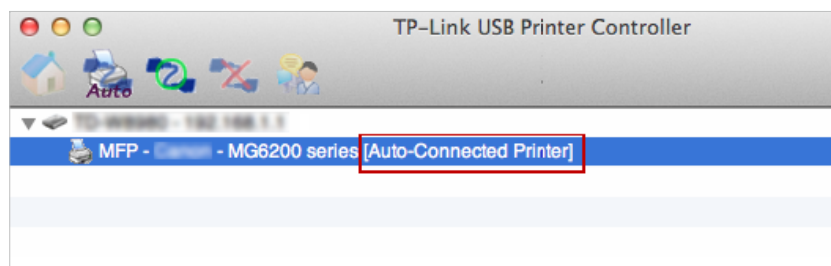 TP-Link USB Printer Controller
Auto
MFP - - MG6200 series [Auto-Connected Printer]